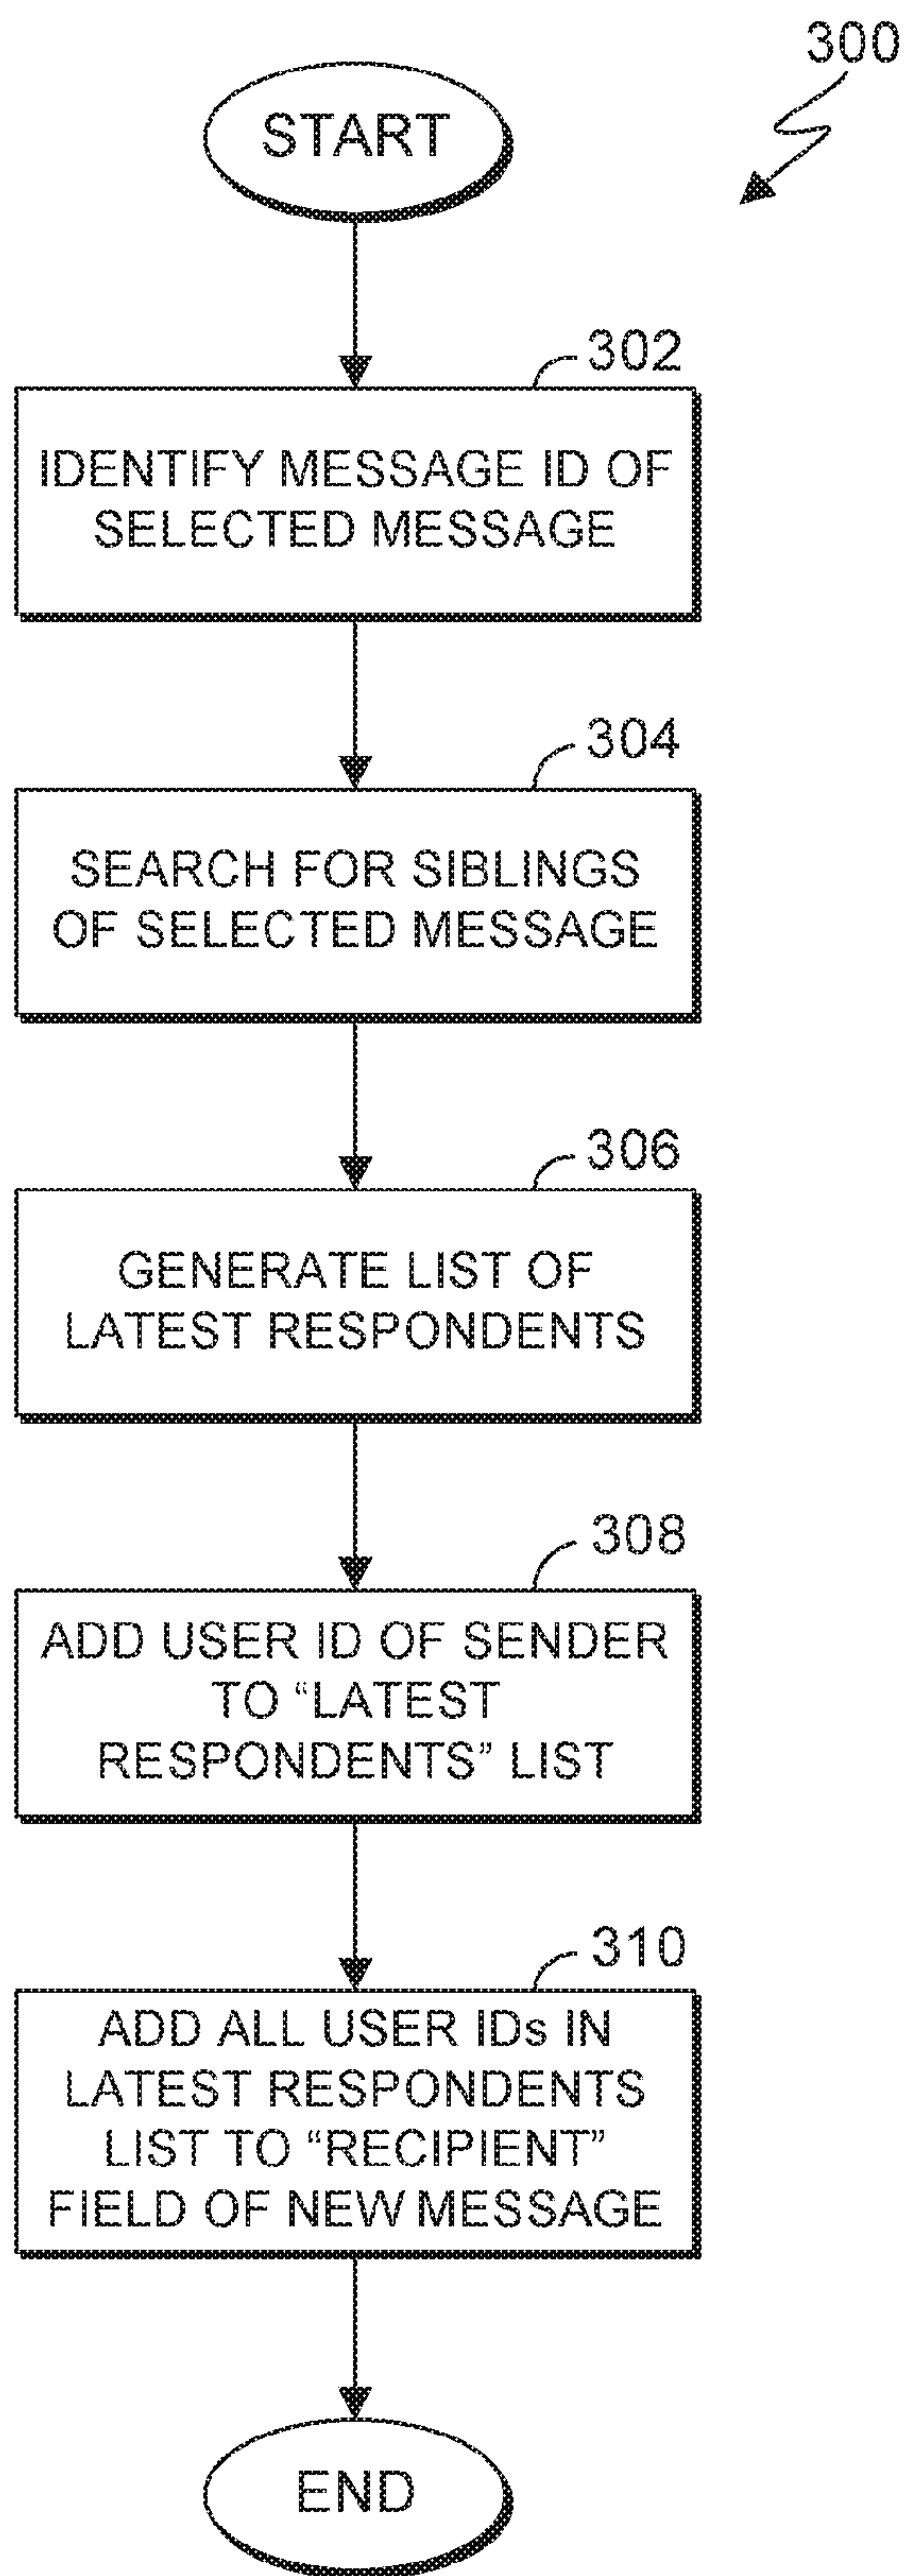 300
START
302
IDENTIFY MESSAGE ID OF
SELECTED MESSAGE
304
SEARCH FOR SIBLINGS
OF SELECTED MESSAGE
306
GENERATE LIST OF
LATEST RESPONDENTS
308
ADD USER ID OF SENDER
TO “LATEST
RESPONDENTS” LIST
310
ADD ALL USER IDs IN
LATEST RESPONDENTS
LIST TO “RECIPIENT”
FIELD OF NEW MESSAGE
END